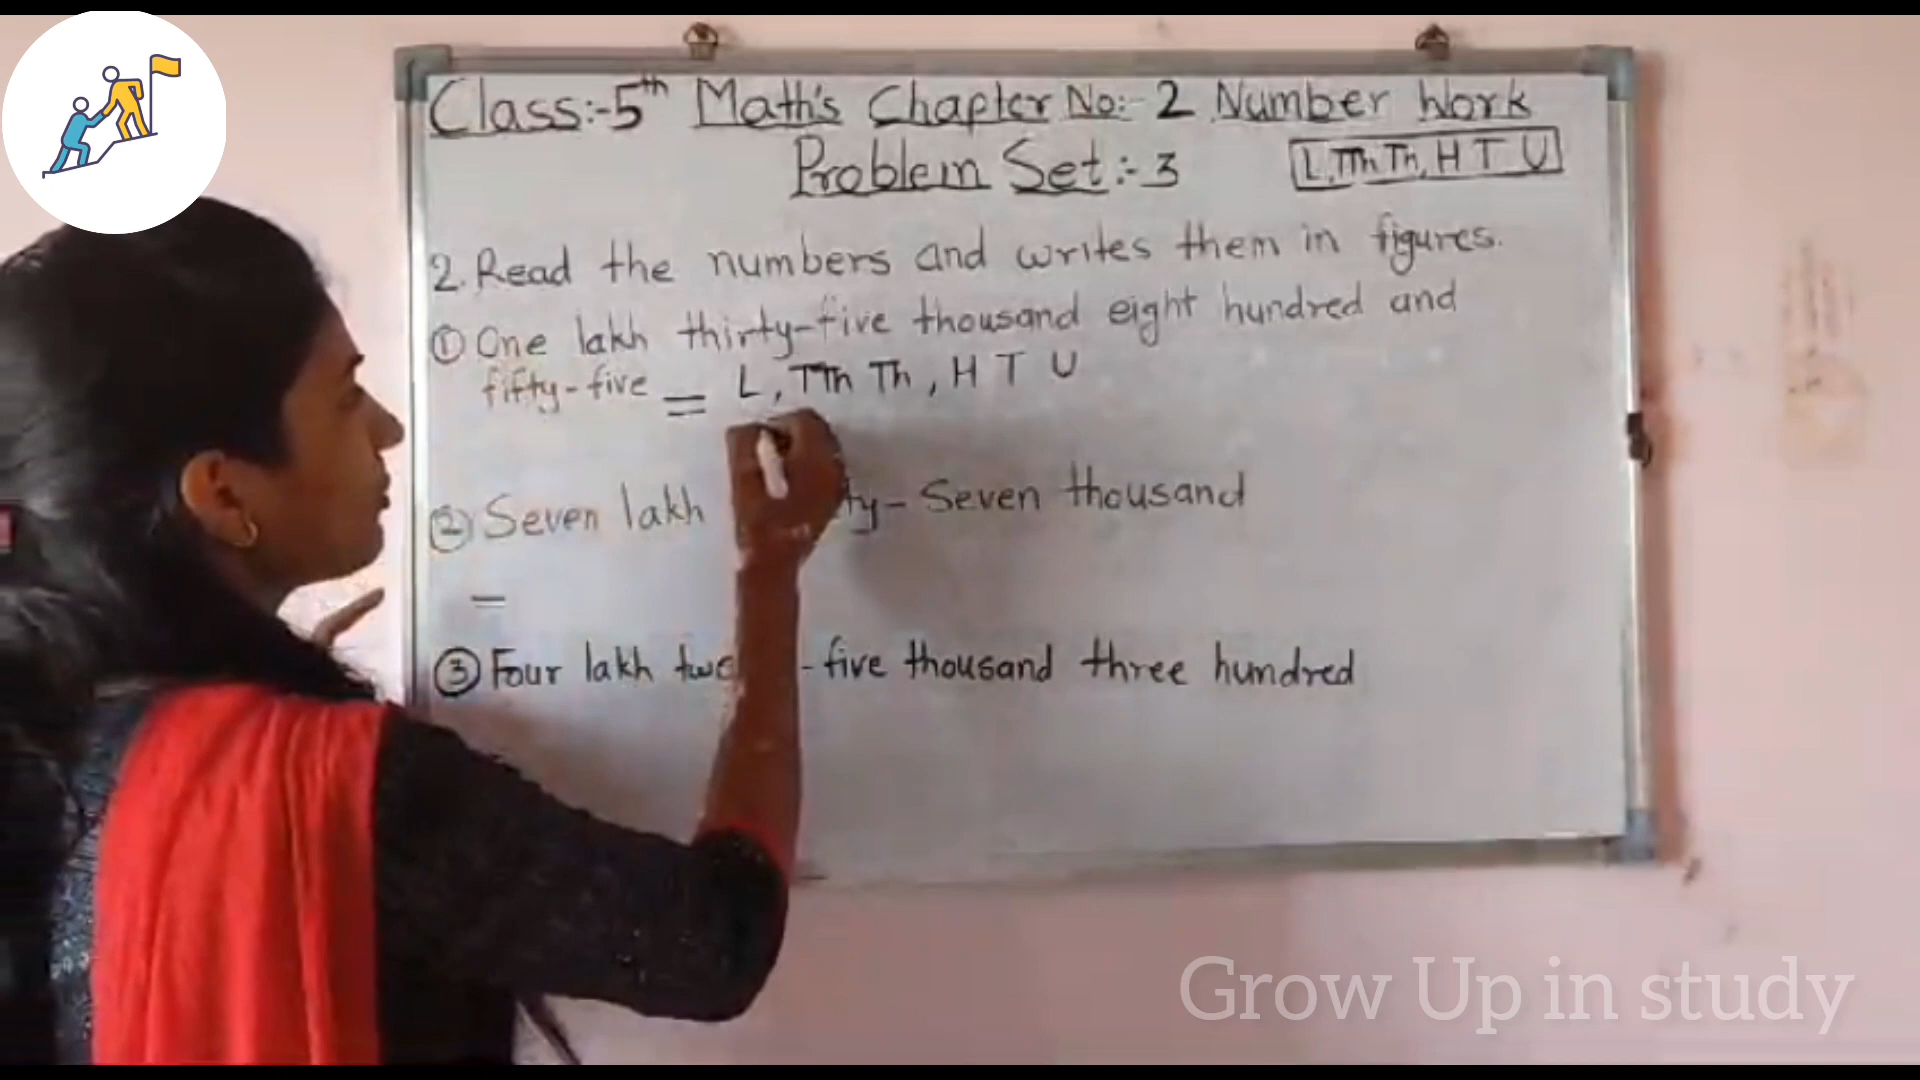 Class:-5th Math's Chapter No:- 2 Number Work
Problem Set:- 3
L, TTh Th, H T U
2. Read the numbers and writes them in figures.
① One lakh thirty-five thousand eight hundred and
fifty-five = L, TTh Th, H T U
② Seven lakh ty-Seven thousand
③ Four lakh -five thousand three hundred
Grow Up in study